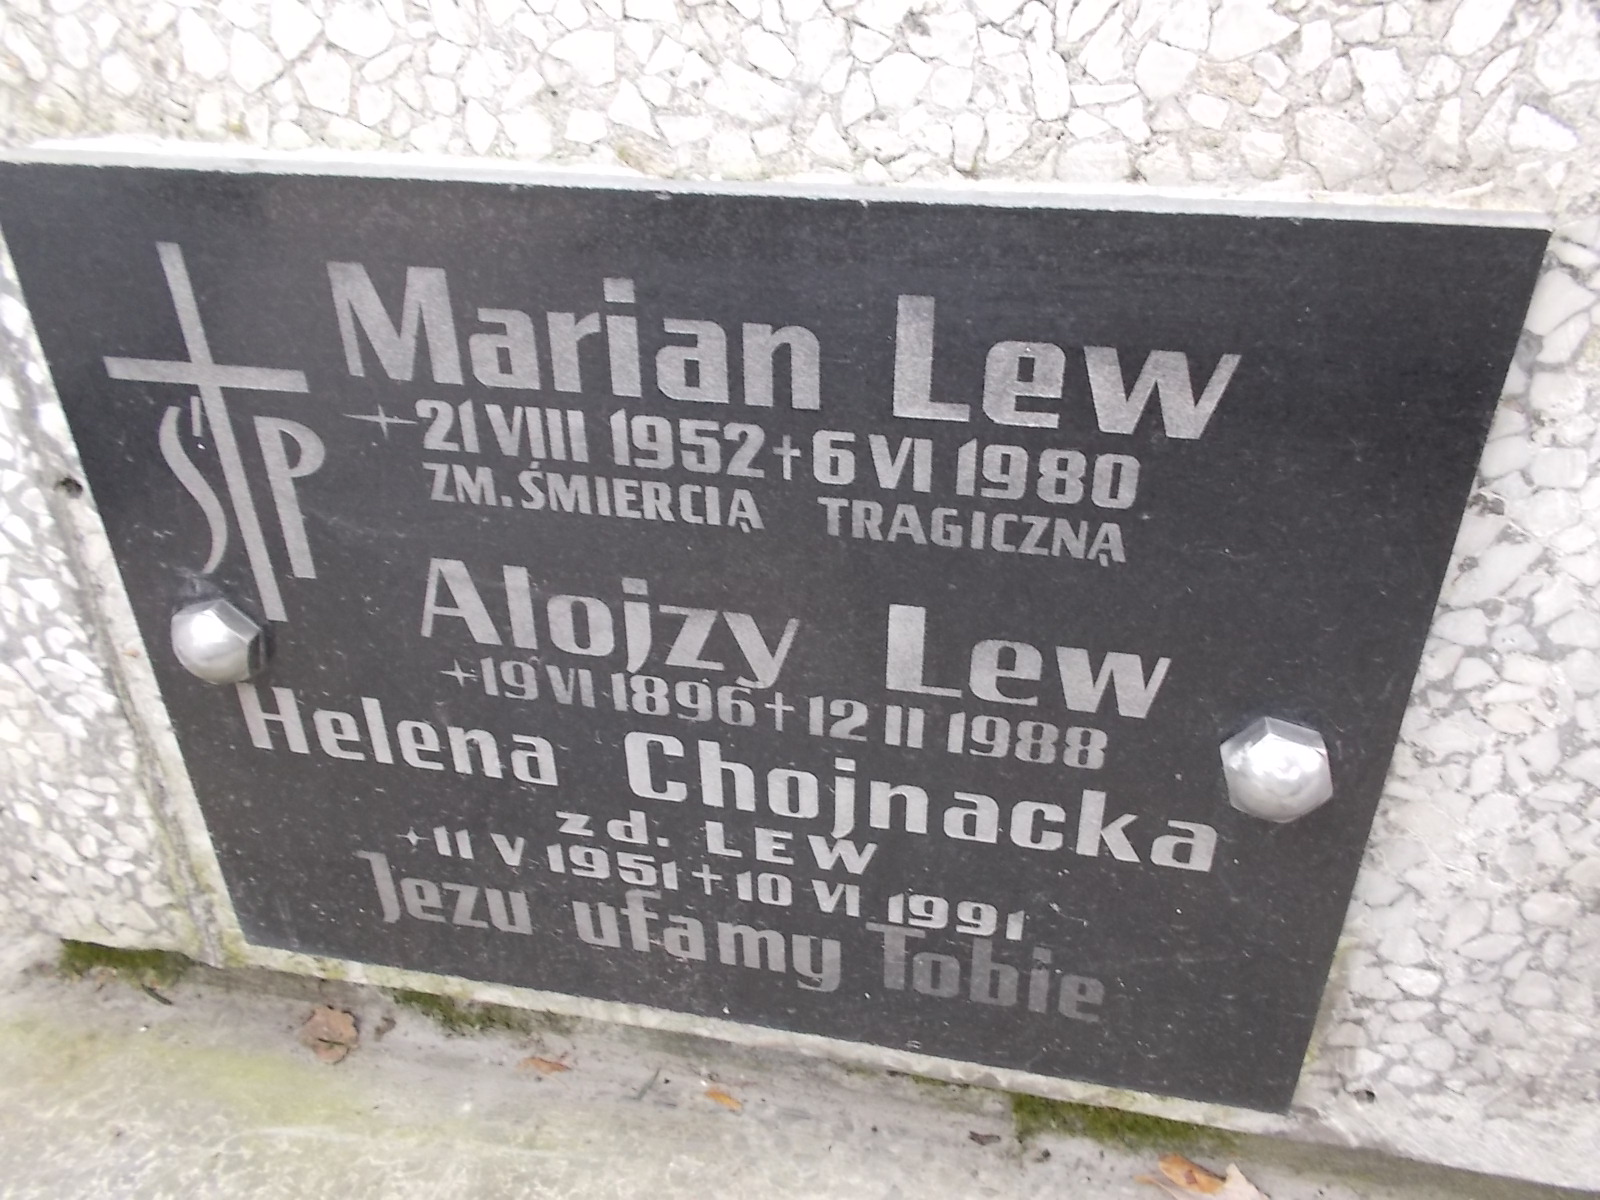 Ś P
Marian Lew
+ 21 VIII 1952 + 6 VI 1980
ZM. ŚMIERCIĄ TRAGICZNĄ
Alojzy Lew
+ 19 VI 1896 + 12 II 1988
Helena Chojnacka
zd. LEW
+ 11 V 1951 + 10 VI 1991
Jezu ufamy Tobie